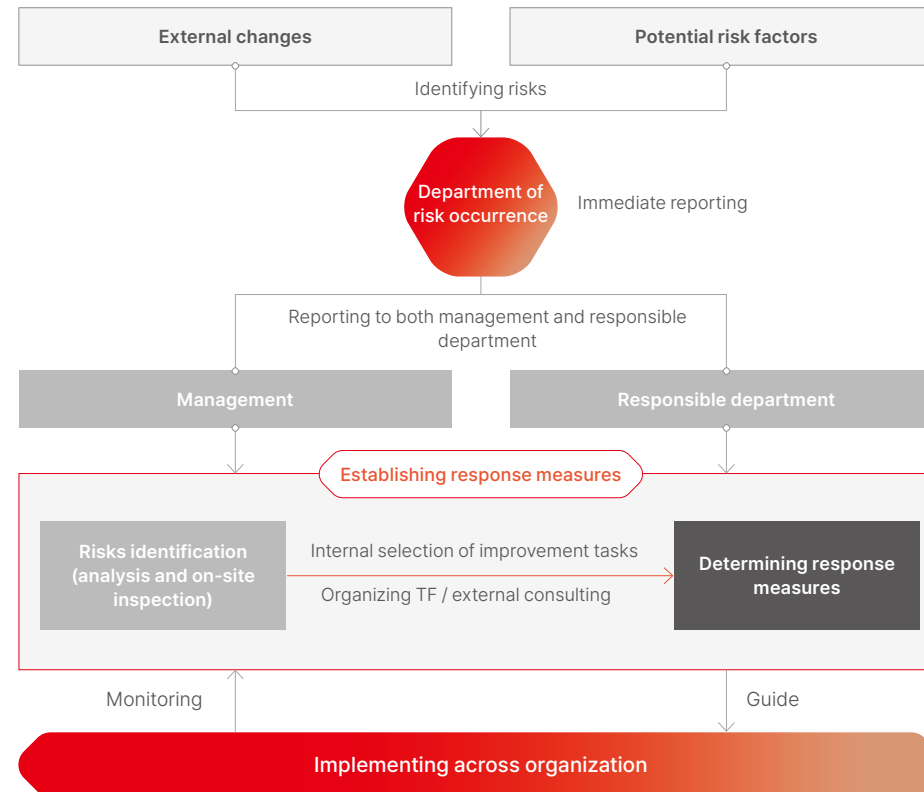 External changes
Potential risk factors
Identifying risks
Department of
risk occurrence
Immediate reporting
Reporting to both management and responsible
department
Management
Responsible department
Establishing response measures
Risks identification
(analysis and on-site
inspection)
Internal selection of improvement tasks
Organizing TF / external consulting
Determining response
measures
Monitoring
Guide
Implementing across organization